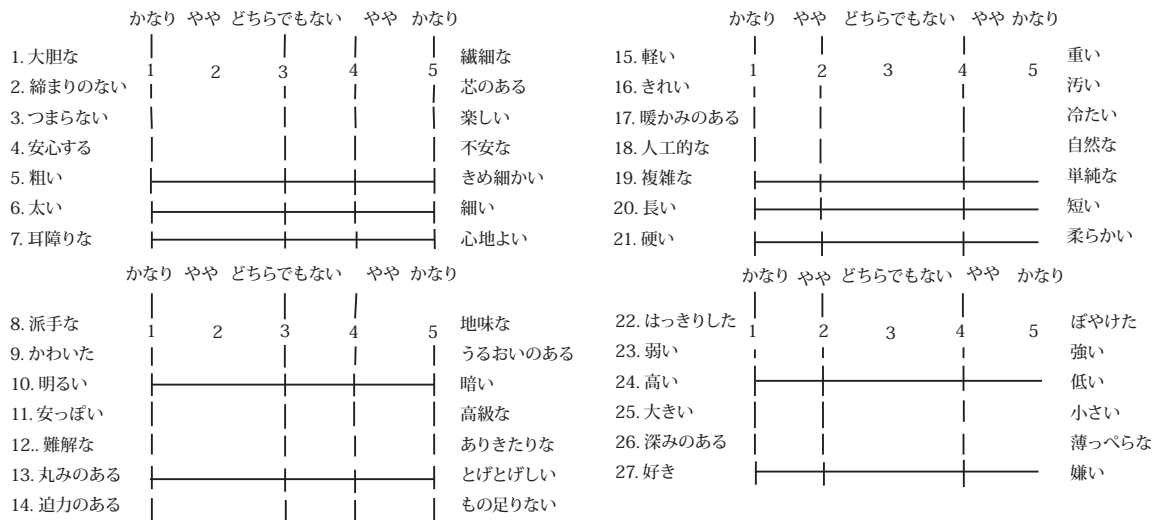 かなり やや どちらでもない やや かなり
1 2 3 4 5
1. 大胆な 繊細な
2. 締まりのない 芯のある
3. つまらない 楽しい
4. 安心する 不安な
5. 粗い きめ細かい
6. 太い 細い
7. 耳障りな 心地よい
かなり やや どちらでもない やや かなり
1 2 3 4 5
8. 派手な 地味な
9. かわいた うるおいのある
10. 明るい 暗い
11. 安っぽい 高級な
12.. 難解な ありきたりな
13. 丸みのある とげとげしい
14. 迫力のある もの足りない
かなり やや どちらでもない やや かなり
1 2 3 4 5
15. 軽い 重い
16. きれい 汚い
17. 暖かみのある 冷たい
18. 人工的な 自然な
19. 複雑な 単純な
20. 長い 短い
21. 硬い 柔らかい
かなり やや どちらでもない やや かなり
1 2 3 4 5
22. はっきりした ぼやけた
23. 弱い 強い
24. 高い 低い
25. 大きい 小さい
26. 深みのある 薄っぺらな
27. 好き 嫌い